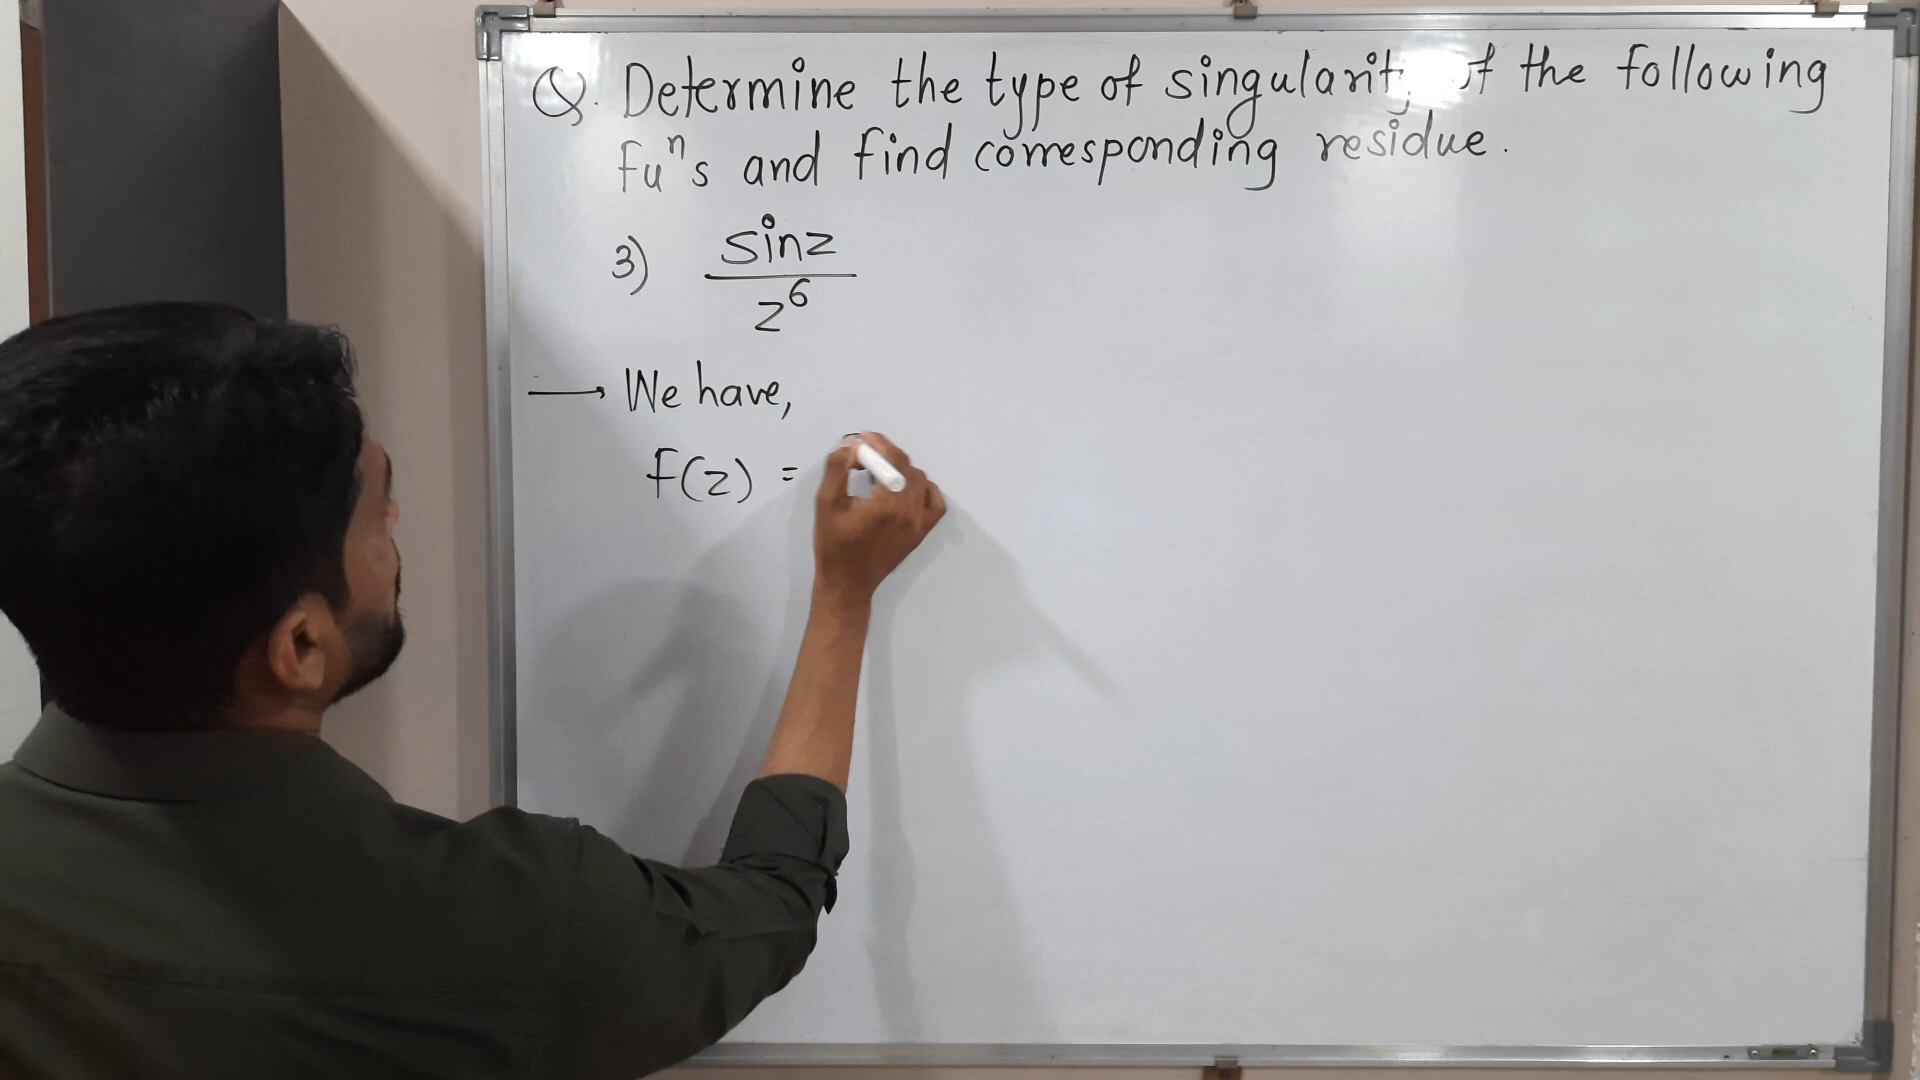 Q. Determine the type of singularity of the following
fuⁿs and find corresponding residue.
3) sinz
z⁶
→ We have,
f(z) =